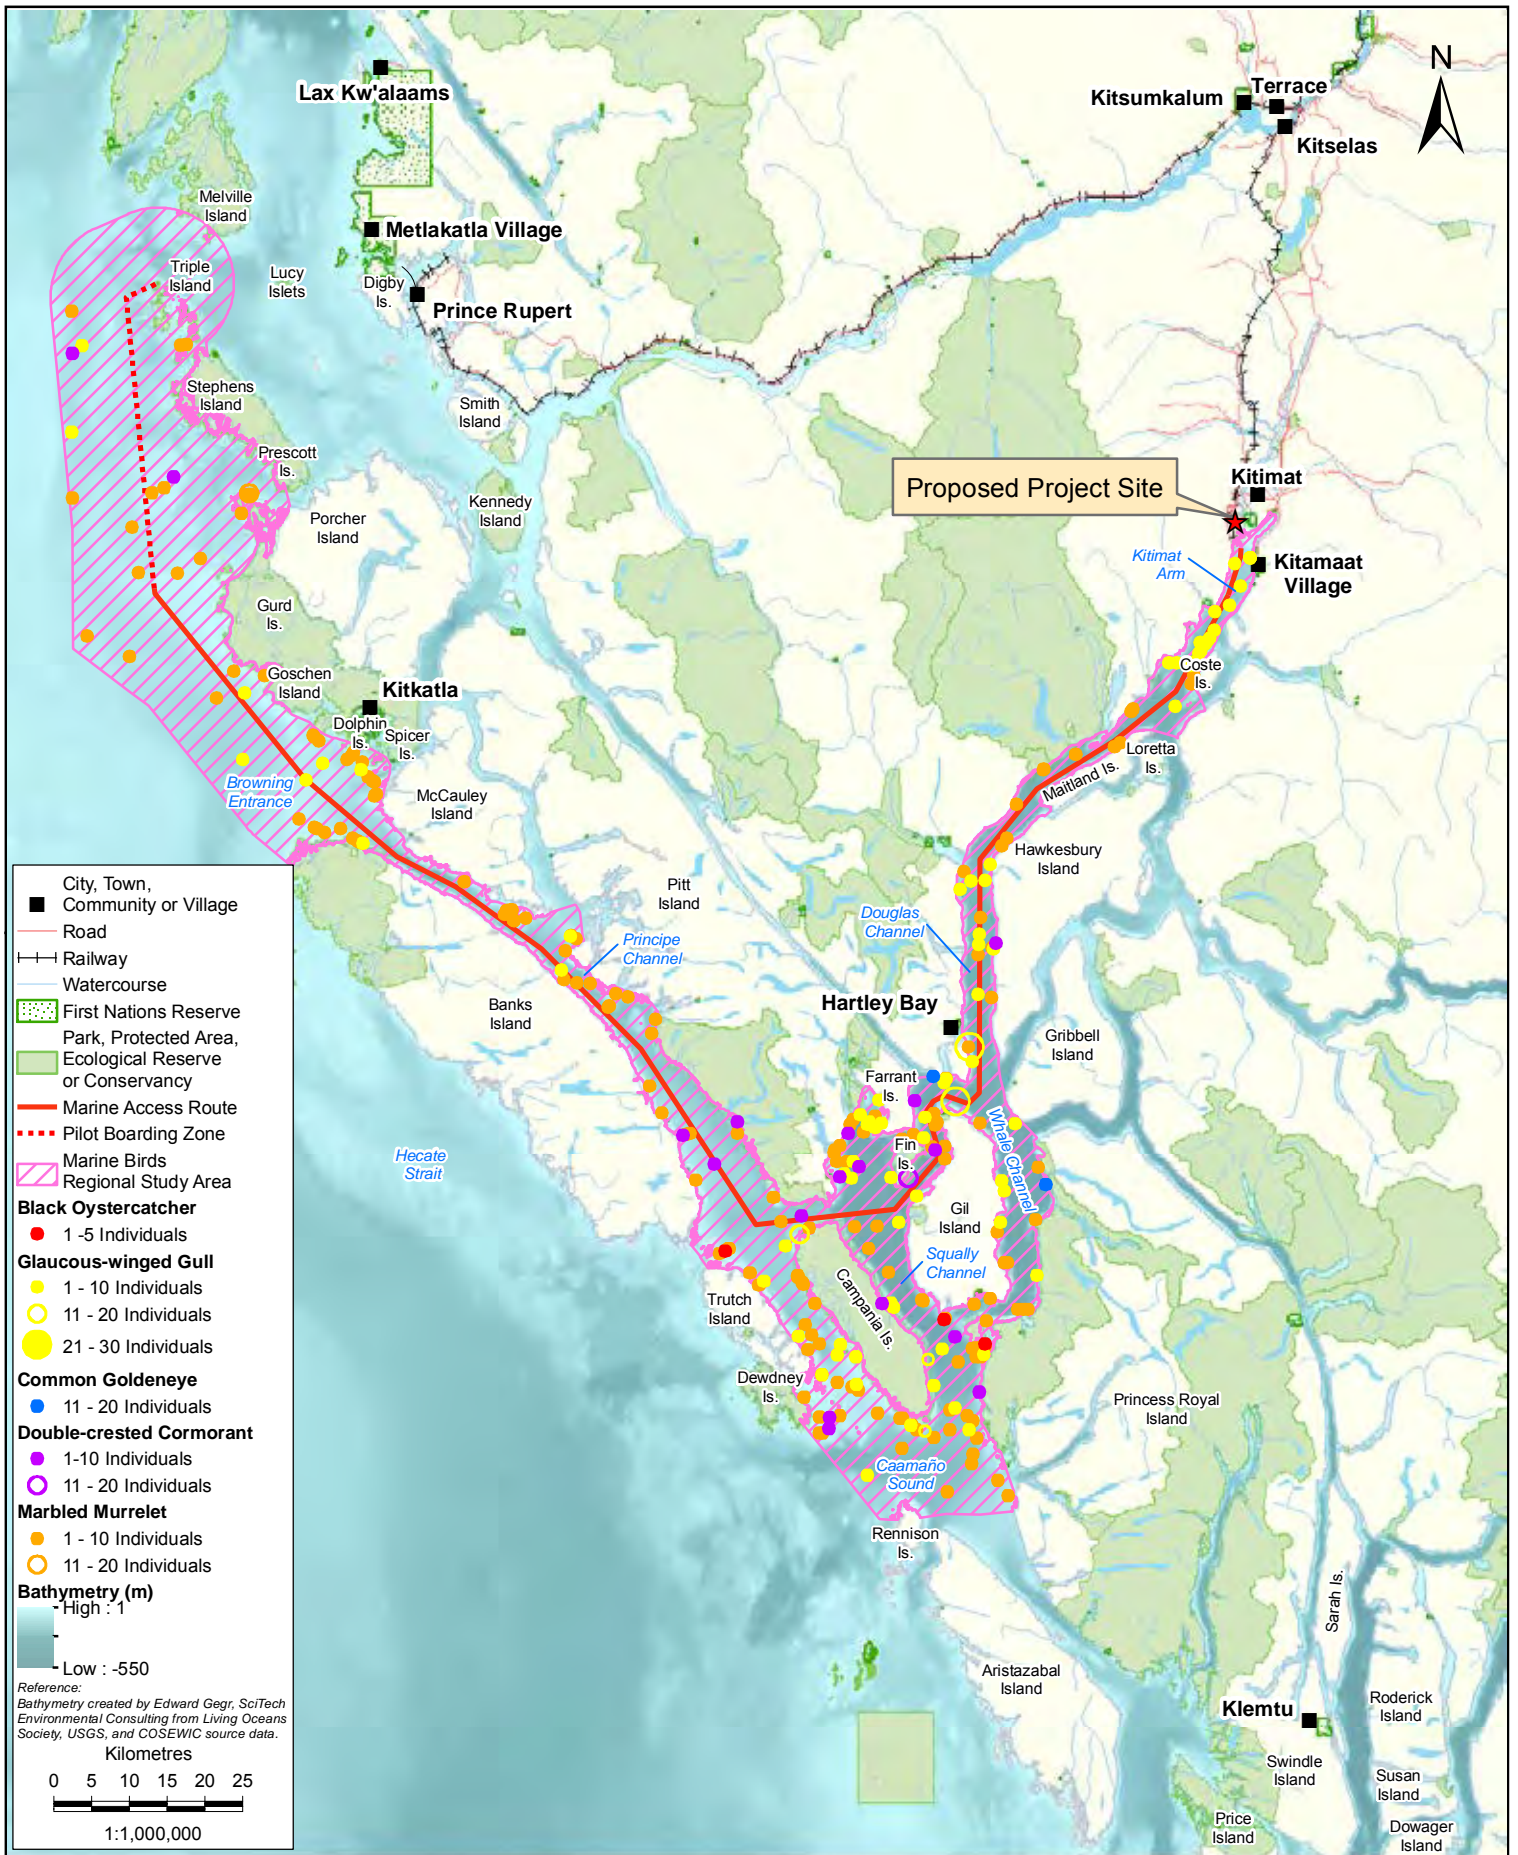 N
Lax Kw'alaams
Kitsumkalum
Terrace
Kitselas
Melville
Island
Metlakatla Village
Triple
Island
Lucy
Islets
Digby
Is.
Prince Rupert
Stephens
Island
Smith
Island
Prescott
Is.
Kennedy
Island
Porcher
Island
Proposed Project Site
Kitimat
Kitimat
Arm
Kitamaat
Village
Gurd
Is.
Goschen
Island
Kitkatla
Dolphin
Is.
Spicer
Is.
Coste
Is.
Loretta
Is.
Maitland Is.
Browning
Entrance
McCauley
Island
Hawkesbury
Island
Pitt
Island
Douglas
Channel
Principe
Channel
Banks
Island
Hartley Bay
Gribbell
Island
Farrant
Is.
Whale Channel
Fin
Is.
Hecate
Strait
Gil
Island
Squally
Channel
Campania Is.
Trutch
Island
Dewdney
Is.
Princess Royal
Island
Caamaño
Sound
Rennison
Is.
Aristazabal
Island
Sarah Is.
Klemtu
Roderick
Island
Swindle
Island
Susan
Island
Price
Island
Dowager
Island
City, Town,
Community or Village
Road
Railway
Watercourse
First Nations Reserve
Park, Protected Area,
Ecological Reserve
or Conservancy
Marine Access Route
Pilot Boarding Zone
Marine Birds
Regional Study Area
Black Oystercatcher
1 -5 Individuals
Glaucous-winged Gull
1 - 10 Individuals
11 - 20 Individuals
21 - 30 Individuals
Common Goldeneye
11 - 20 Individuals
Double-crested Cormorant
1-10 Individuals
11 - 20 Individuals
Marbled Murrelet
1 - 10 Individuals
11 - 20 Individuals
Bathymetry (m)
High : 1
Low : -550
Reference:
Bathymetry created by Edward Gegr, SciTech
Environmental Consulting from Living Oceans
Society, USGS, and COSEWIC source data.
Kilometres
0 5 10 15 20 25
1:1,000,000